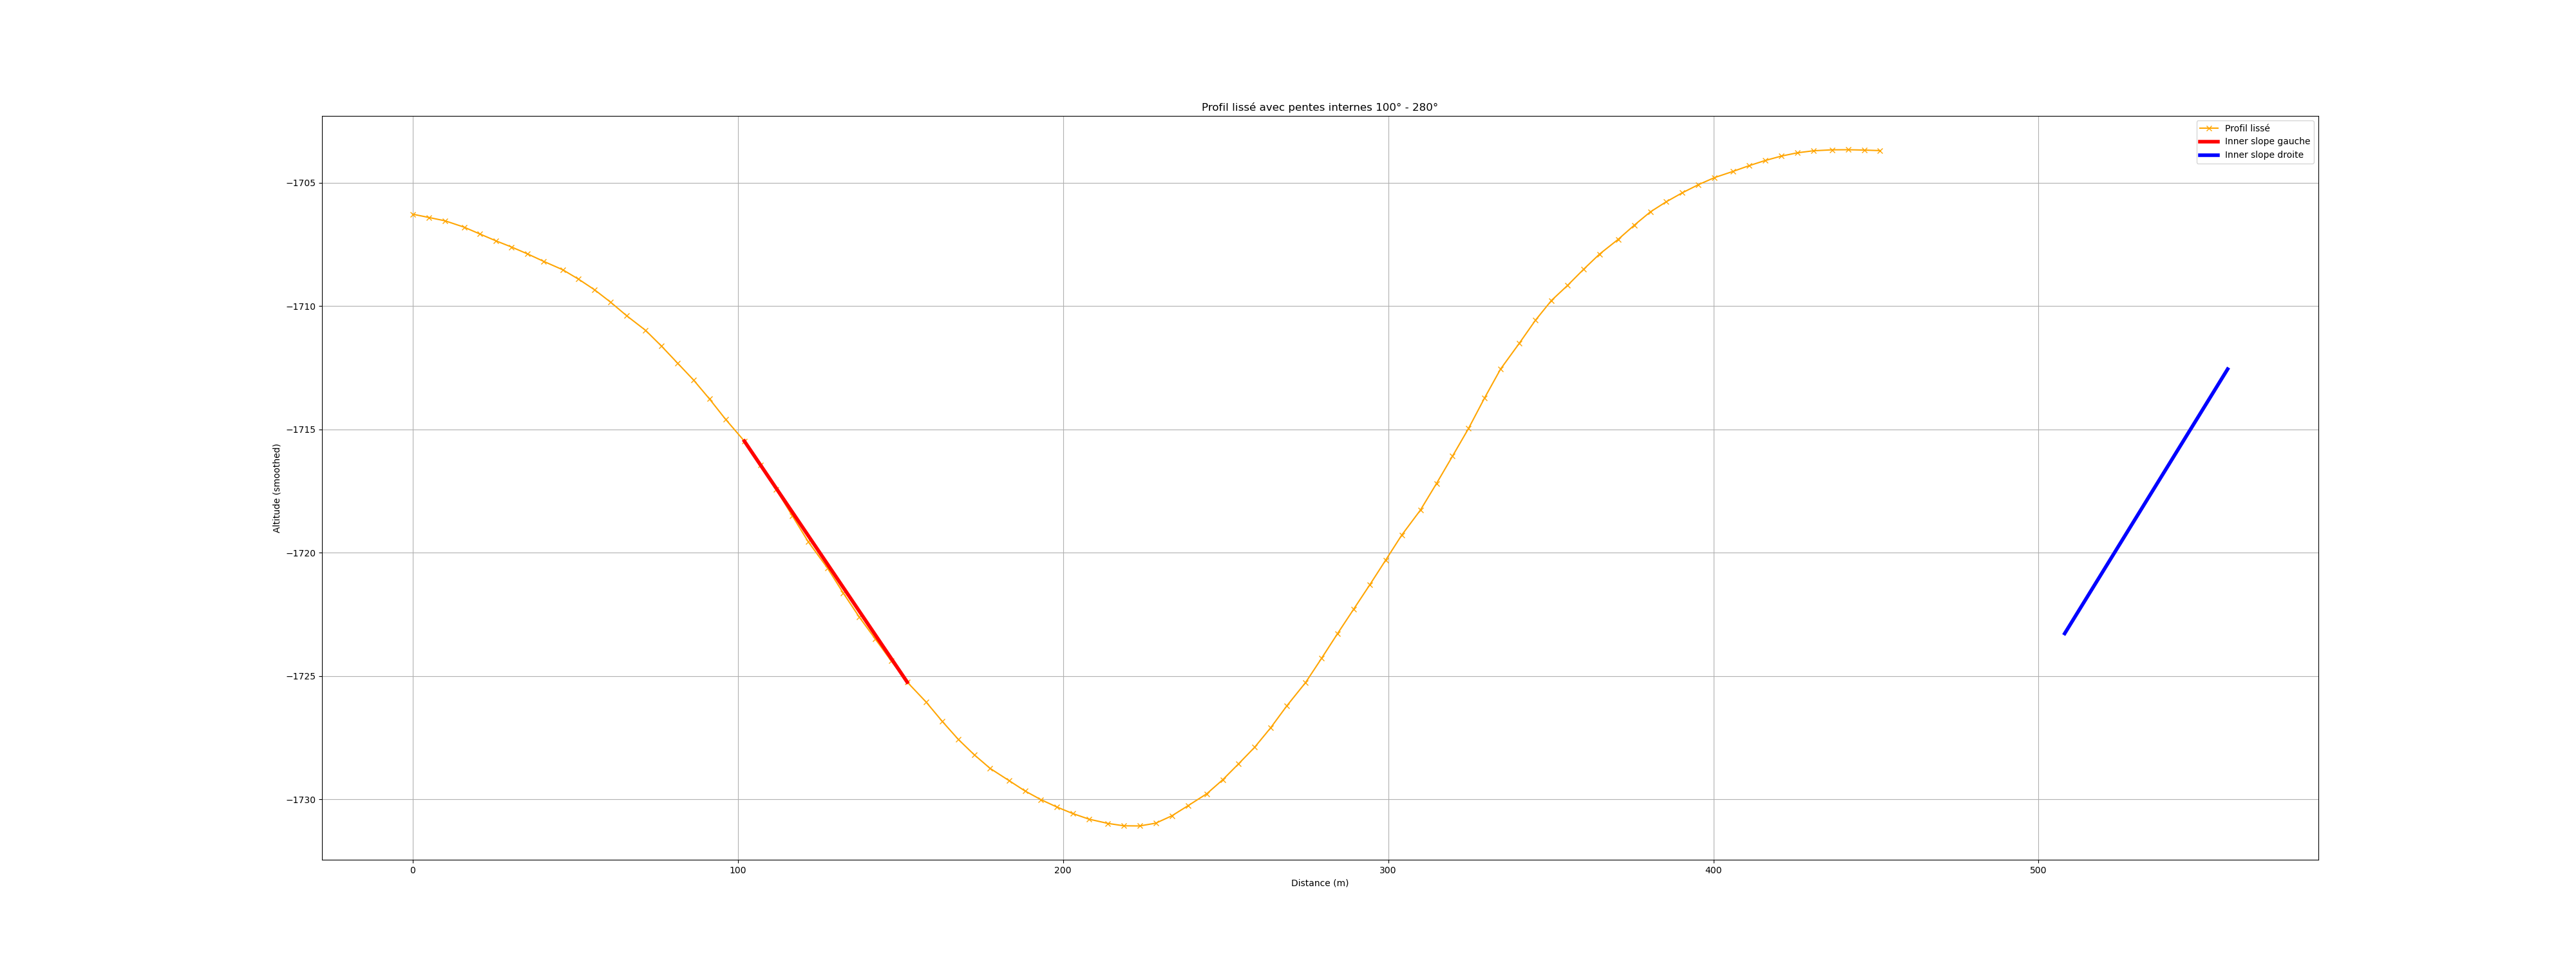 Profil lissé avec pentes internes 100° - 280°
Profil lissé
Inner slope gauche
Inner slope droite
Altitude (smoothed)
−1705
−1710
−1715
−1720
−1725
−1730
0
100
200
300
400
500
Distance (m)